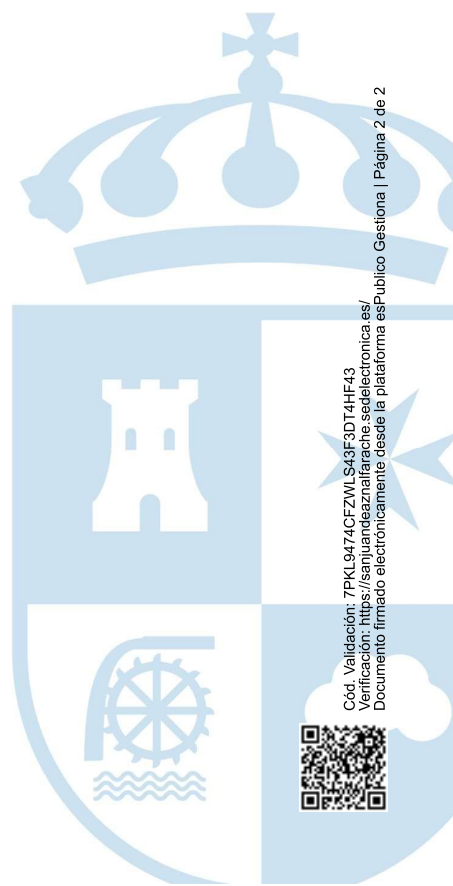 Cód. Validación: 7PKL9474CFZWLS43F3DT4HF43
Verificación: https://sanjuandeaznalfarache.sedelectronica.es/
Documento firmado electrónicamente desde la plataforma esPublico Gestiona | Página 2 de 2